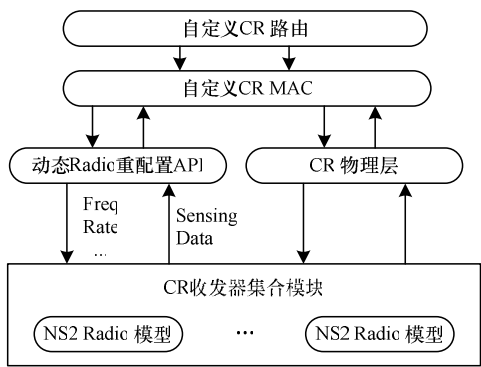 自定义CR 路由
自定义CR MAC
动态Radio重配置API
CR 物理层
Freq
Rate
...
Sensing
Data
CR收发器集合模块
NS2 Radio 模型
...
NS2 Radio 模型